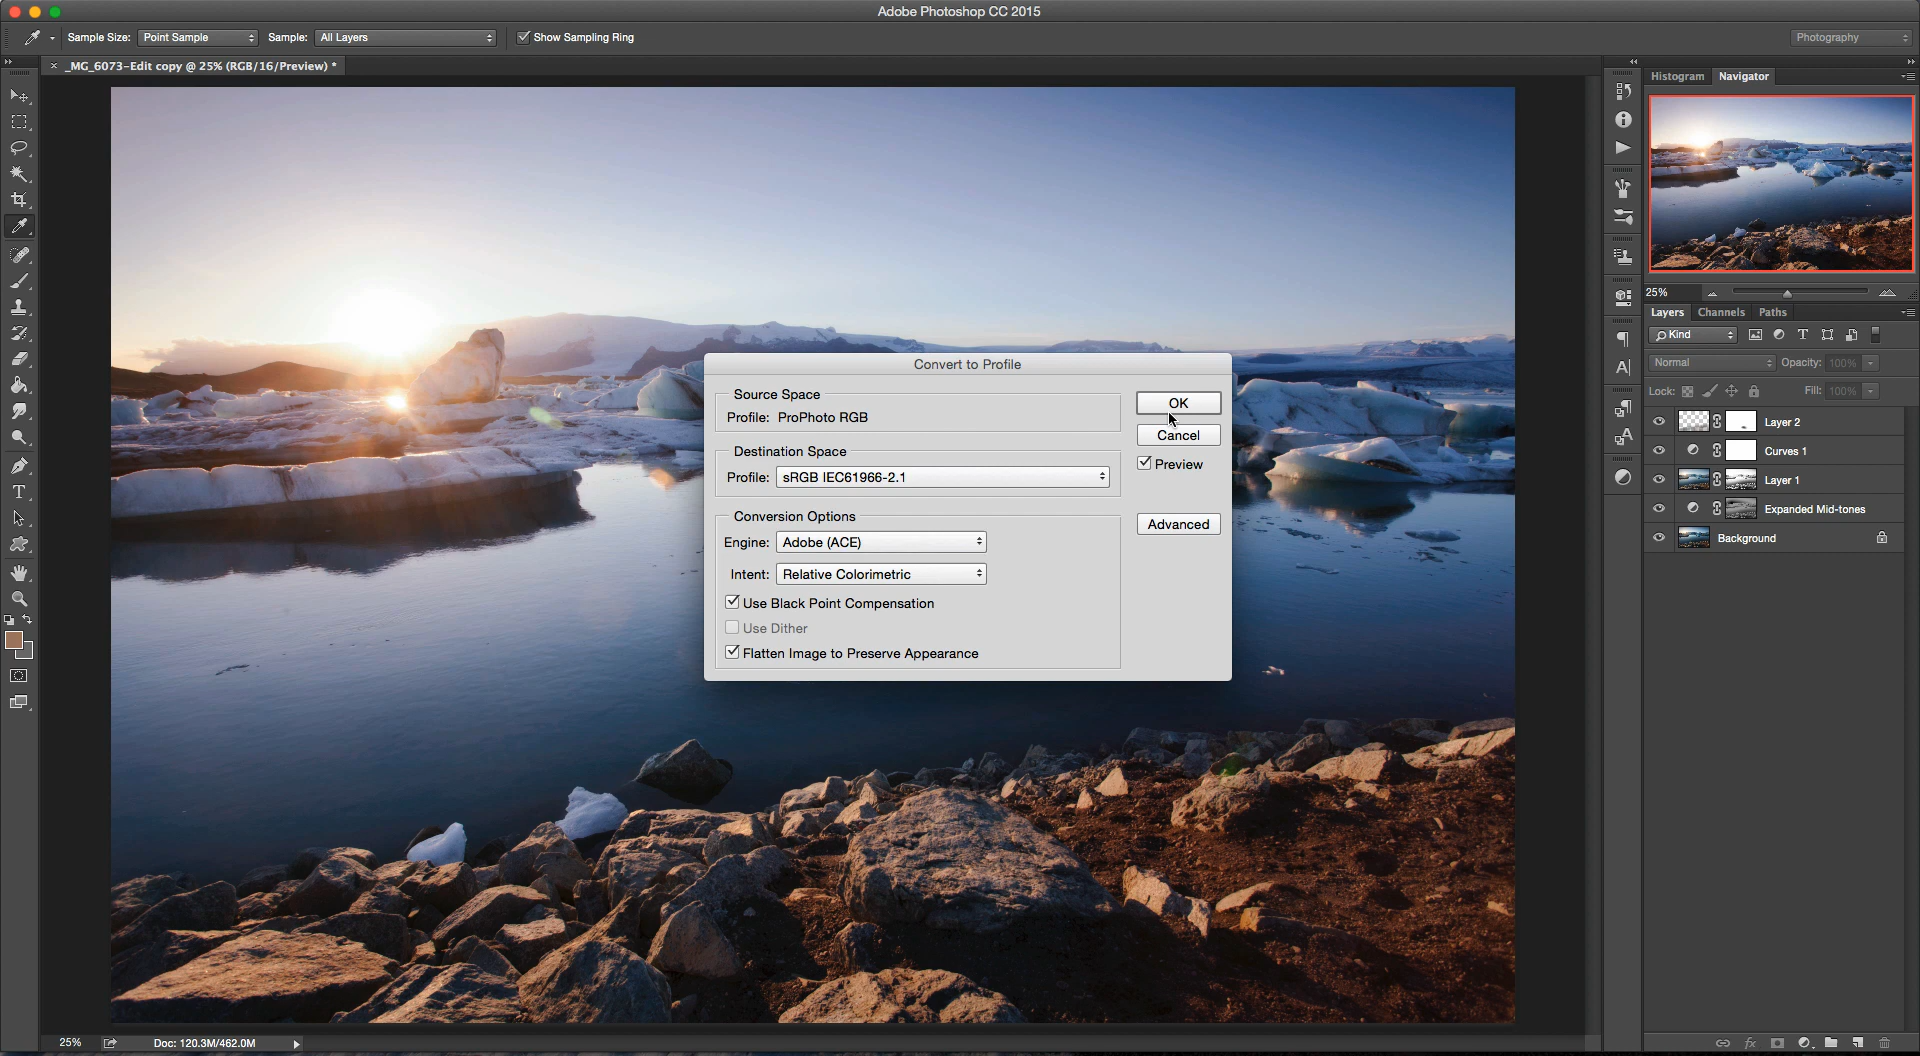 Adobe Photoshop CC 2015
Sample Size: Point Sample Sample: All Layers Show Sampling Ring Photography
× _MG_6073-Edit copy @ 25% (RGB/16/Preview) *
Histogram Navigator
25%
Layers Channels Paths
Kind
Normal Opacity: 100%
Lock: Fill: 100%
Layer 2
Curves 1
Layer 1
Expanded Mid-tones
Background
Convert to Profile
Source Space
Profile: ProPhoto RGB
OK
Cancel
Preview
Destination Space
Profile: sRGB IEC61966-2.1
Advanced
Conversion Options
Engine: Adobe (ACE)
Intent: Relative Colorimetric
Use Black Point Compensation
Use Dither
Flatten Image to Preserve Appearance
25% Doc: 120.3M/462.0M
fx